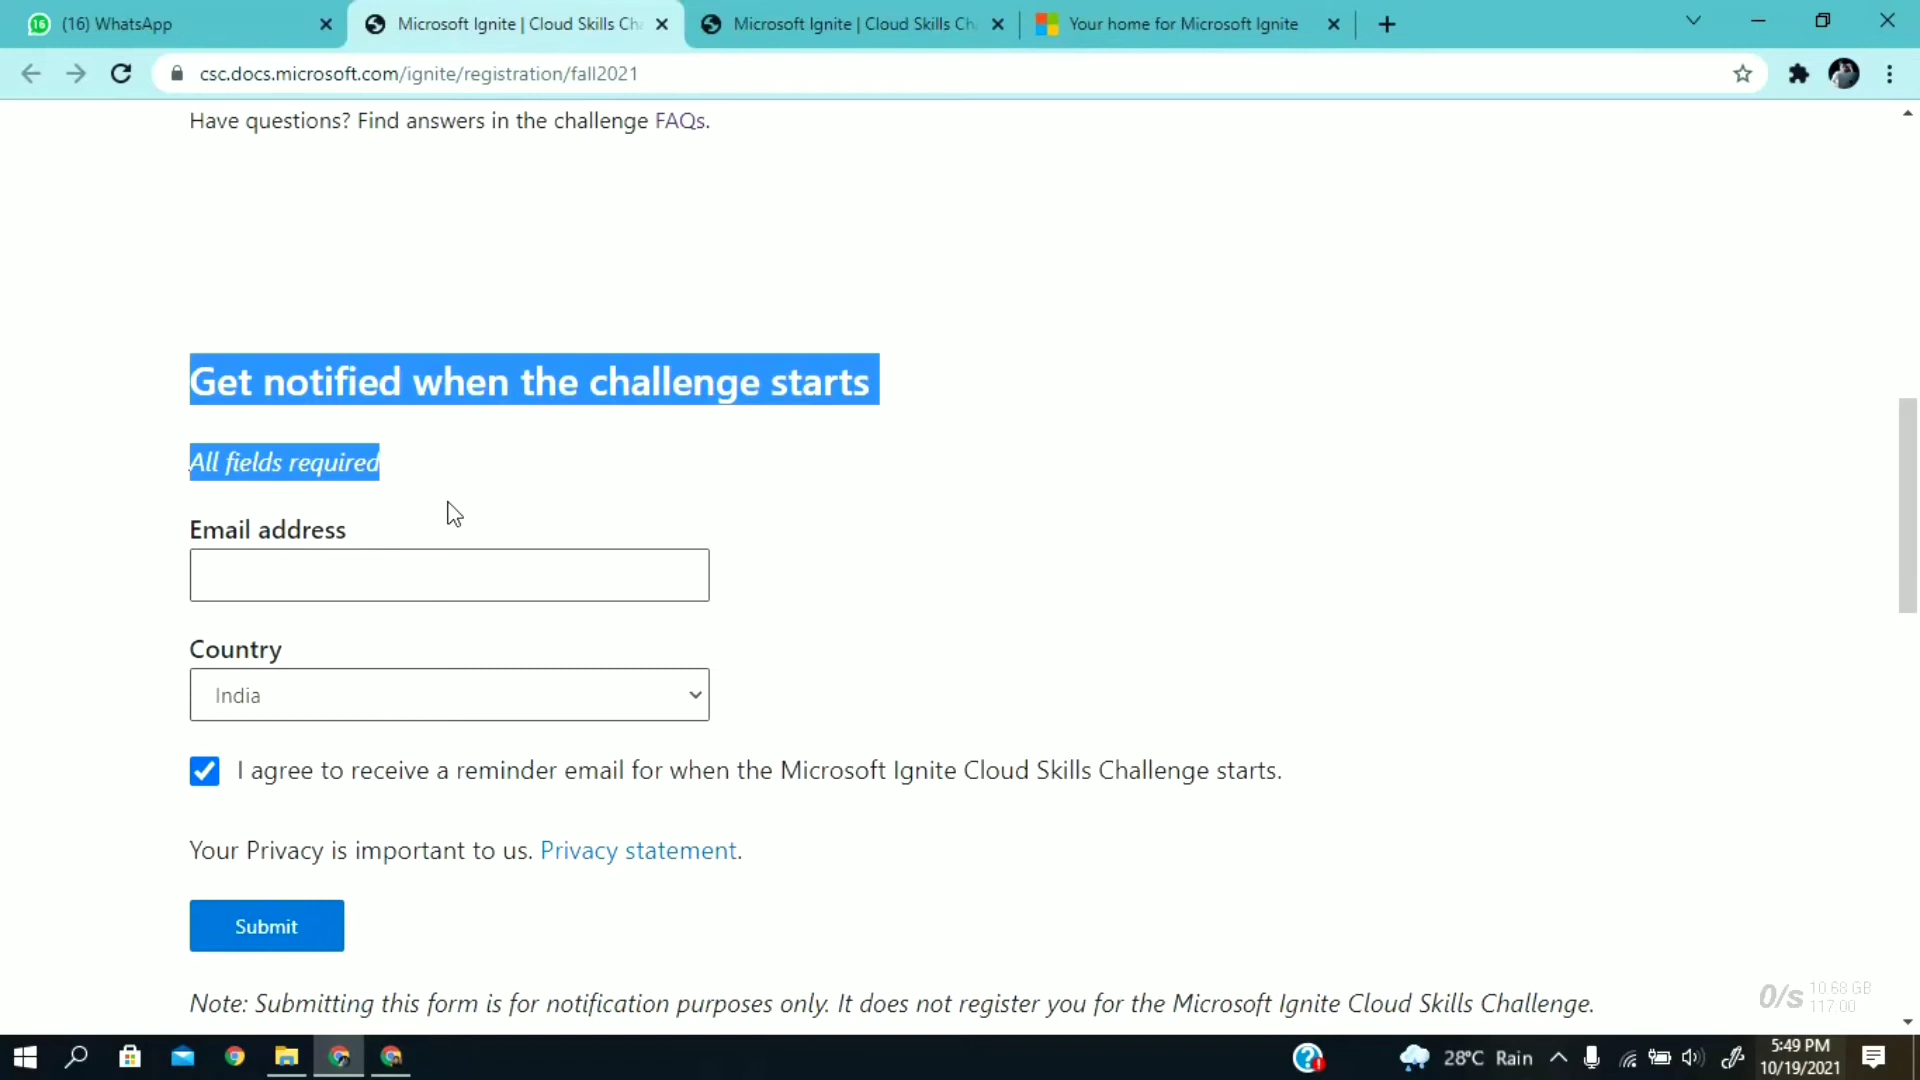 (16) WhatsApp
Microsoft Ignite | Cloud Skills Ch
Microsoft Ignite | Cloud Skills Ch
Your home for Microsoft Ignite
csc.docs.microsoft.com/ignite/registration/fall2021
Have questions? Find answers in the challenge FAQs.
Get notified when the challenge starts
All fields required
Email address
Country
India
I agree to receive a reminder email for when the Microsoft Ignite Cloud Skills Challenge starts.
Your Privacy is important to us. Privacy statement.
Submit
Note: Submitting this form is for notification purposes only. It does not register you for the Microsoft Ignite Cloud Skills Challenge.
0/s
10.68 GB
117.00
28°C Rain
5:49 PM
10/19/2021